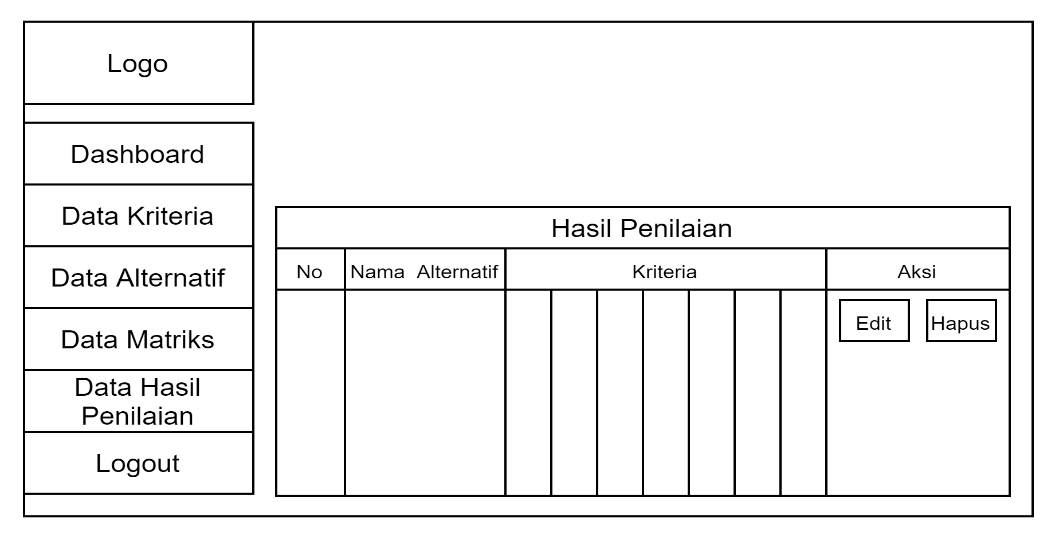 Logo
Dashboard
Data Kriteria
Data Alternatif
Data Matriks
Data Hasil
Penilaian
Logout
Hasil Penilaian
No Nama Alternatif Kriteria Aksi
Edit Hapus